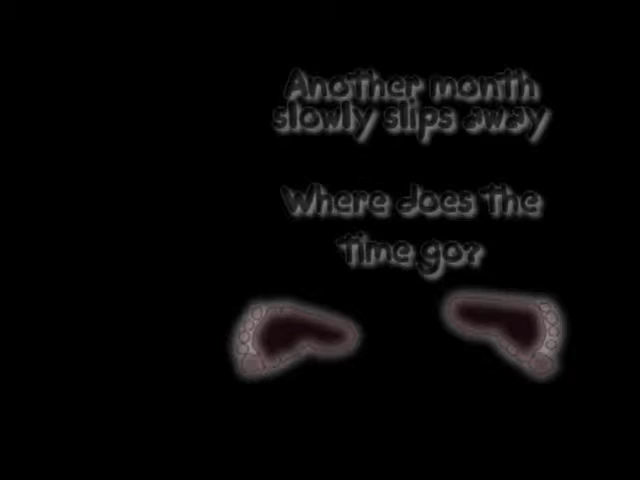 Another month
slowly slips away
Where does the
time go?